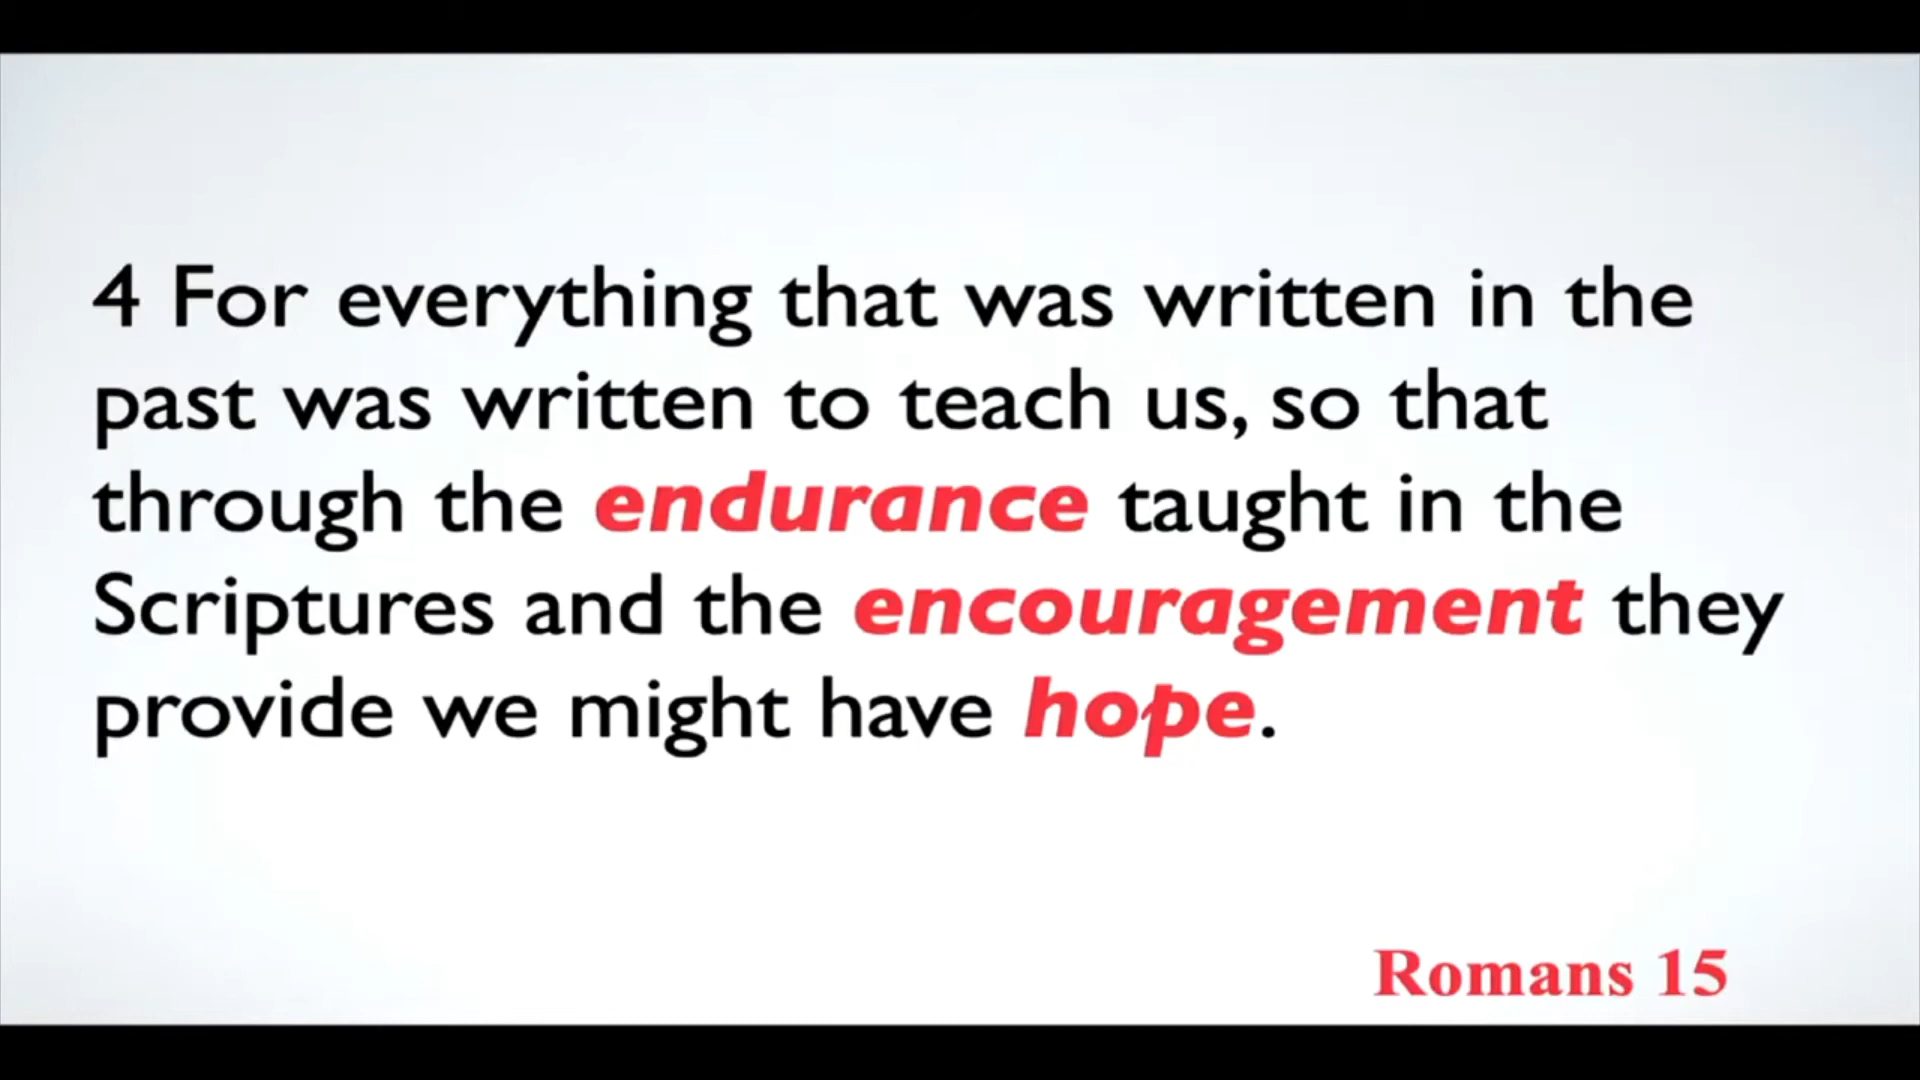 4 For everything that was written in the
past was written to teach us, so that
through the endurance taught in the
Scriptures and the encouragement they
provide we might have hope.
Romans 15